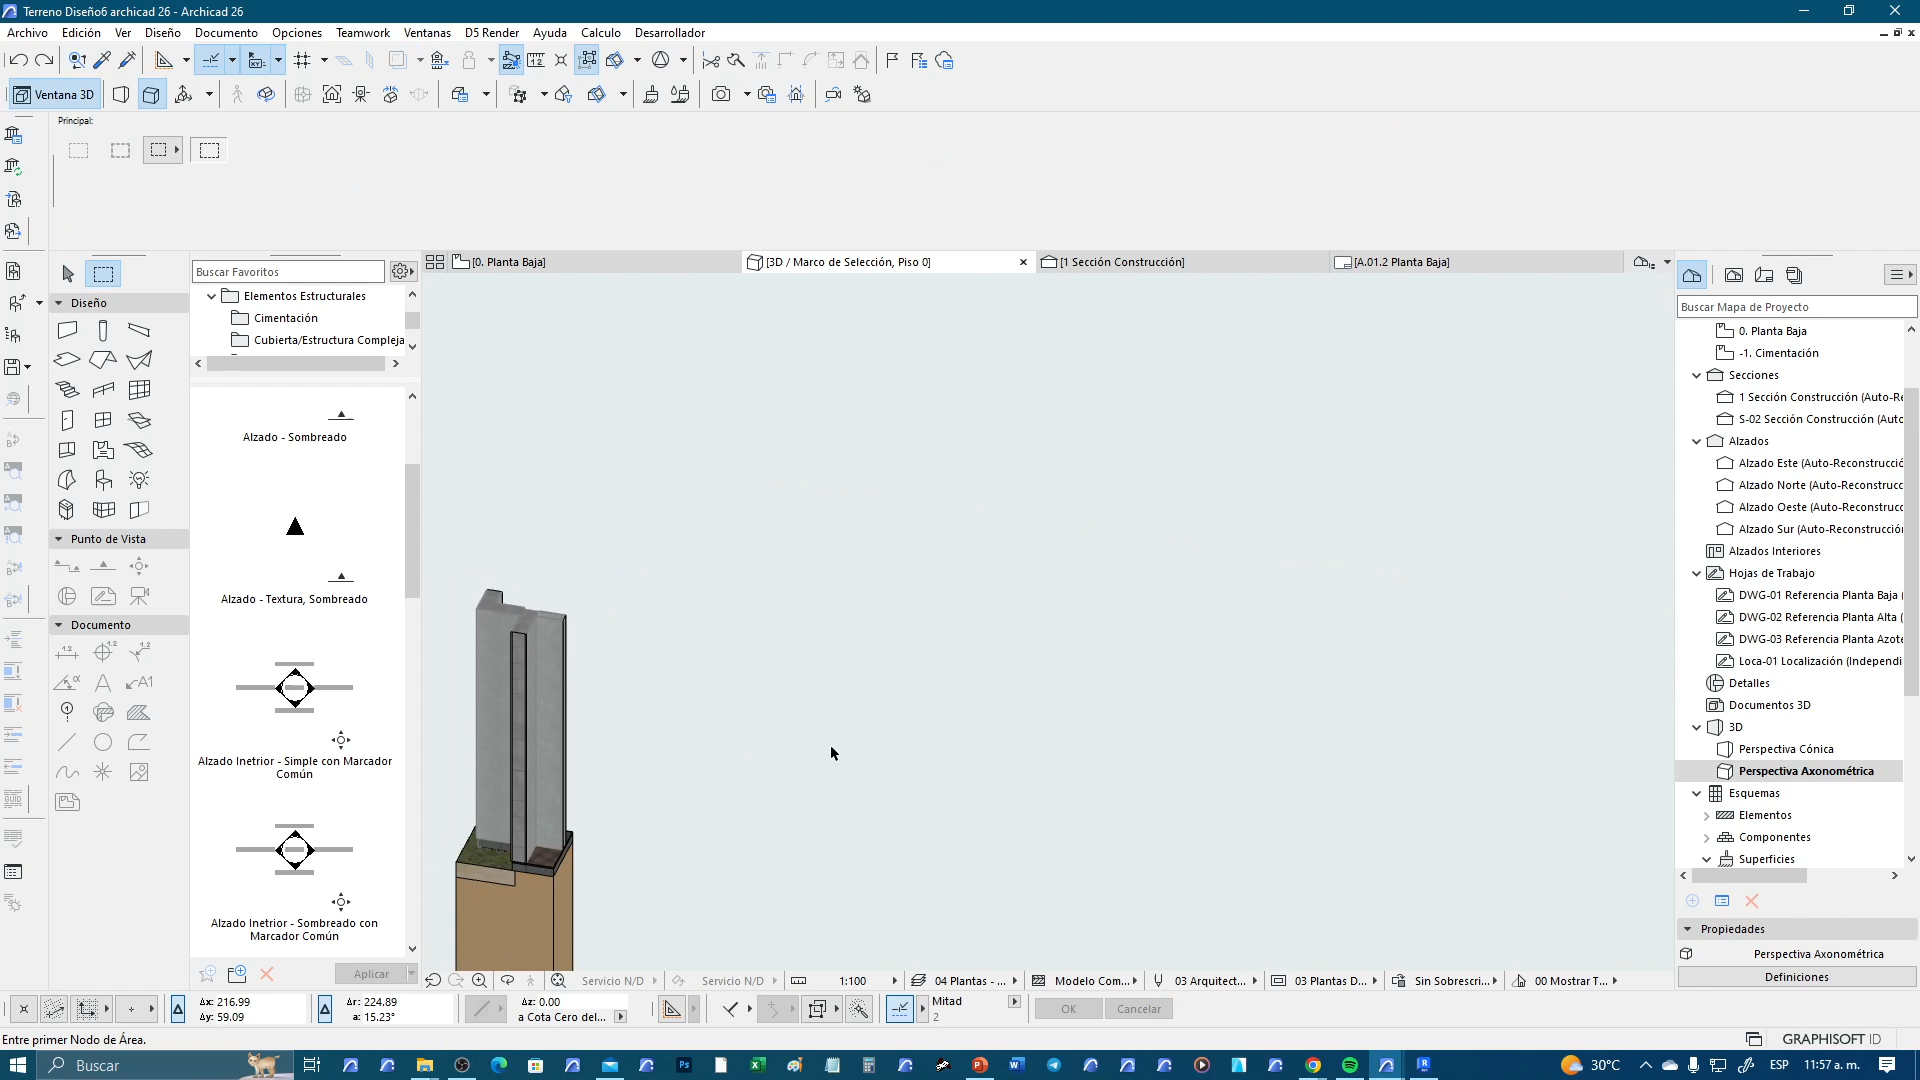 Terreno Diseño6 archicad 26 - Archicad 26
Archivo Edición Ver Diseño Documento Opciones Teamwork Ventanas D5 Render Ayuda Calculo Desarrollador
Ventana 3D
Principal:
[0. Planta Baja]
[3D / Marco de Selección, Piso 0]
[1 Sección Construcción]
[A.01.2 Planta Baja]
Diseño
Punto de Vista
Documento
Buscar Favoritos
Elementos Estructurales
Cimentación
Cubierta/Estructura Compleja
Alzado - Sombreado
Alzado - Textura, Sombreado
Alzado Inetrior - Simple con Marcador
Común
Alzado Inetrior - Sombreado con
Marcador Común
Aplicar
Buscar Mapa de Proyecto
0. Planta Baja
-1. Cimentación
Secciones
1 Sección Construcción (Auto-Re
S-02 Sección Construcción (Auto
Alzados
Alzado Este (Auto-Reconstrucció
Alzado Norte (Auto-Reconstrucc
Alzado Oeste (Auto-Reconstrucc
Alzado Sur (Auto-Reconstrucción
Alzados Interiores
Hojas de Trabajo
DWG-01 Referencia Planta Baja (
DWG-02 Referencia Planta Alta (
DWG-03 Referencia Planta Azote
Loca-01 Localización (Independi
Detalles
Documentos 3D
3D
Perspectiva Cónica
Perspectiva Axonométrica
Esquemas
Elementos
Componentes
Superficies
Propiedades
Perspectiva Axonométrica
Definiciones
Servicio N/D
Servicio N/D
1:100
04 Plantas - ...
Modelo Com...
03 Arquitect...
03 Plantas D...
Sin Sobrescri...
00 Mostrar T...
Δx: 216.99
Δy: 59.09
Δr: 224.89
a: 15.23°
Δz: 0.00
a Cota Cero del...
Mitad
2
OK
Cancelar
Entre primer Nodo de Área.
GRAPHISOFT ID
Buscar
30°C
ESP
11:57 a. m.